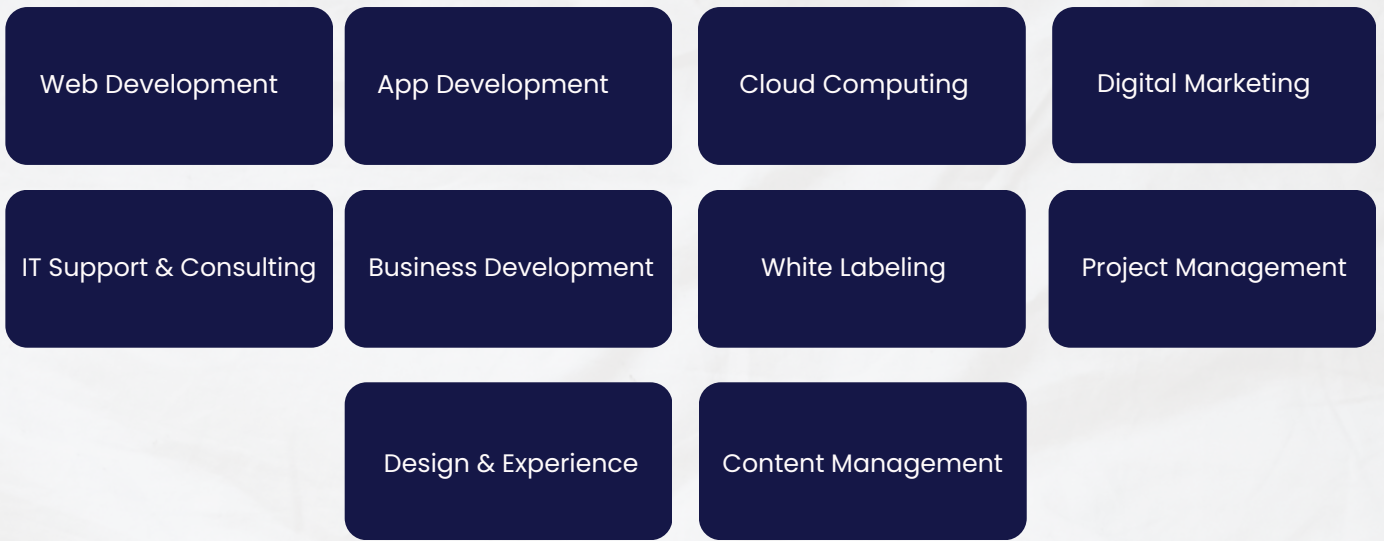 Web Development
App Development
Cloud Computing
Digital Marketing
IT Support & Consulting
Business Development
White Labeling
Project Management
Design & Experience
Content Management